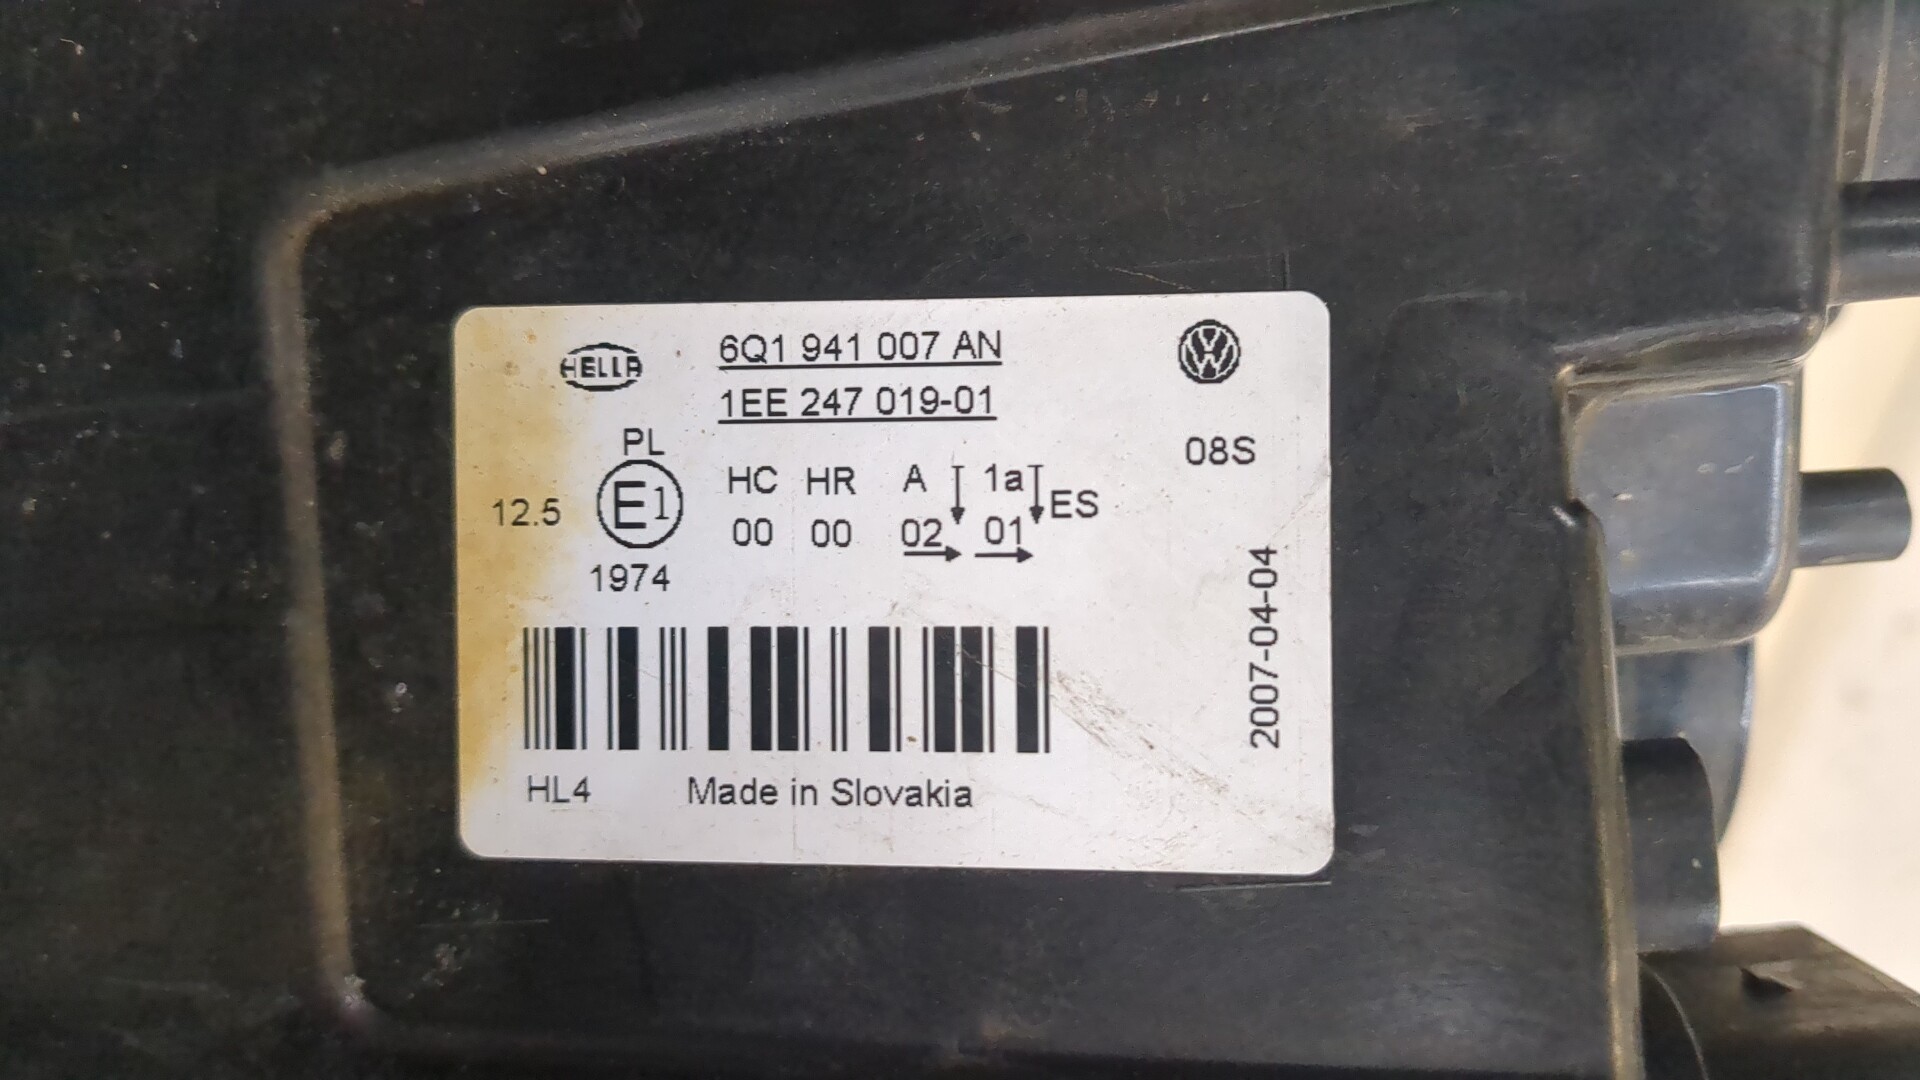 HELLA
6Q1 941 007 AN
1EE 247 019-01
PL
12.5 E1 HC HR A 1a ES 08S
00 00 02 01
1974
2007-04-04
HL4 Made in Slovakia